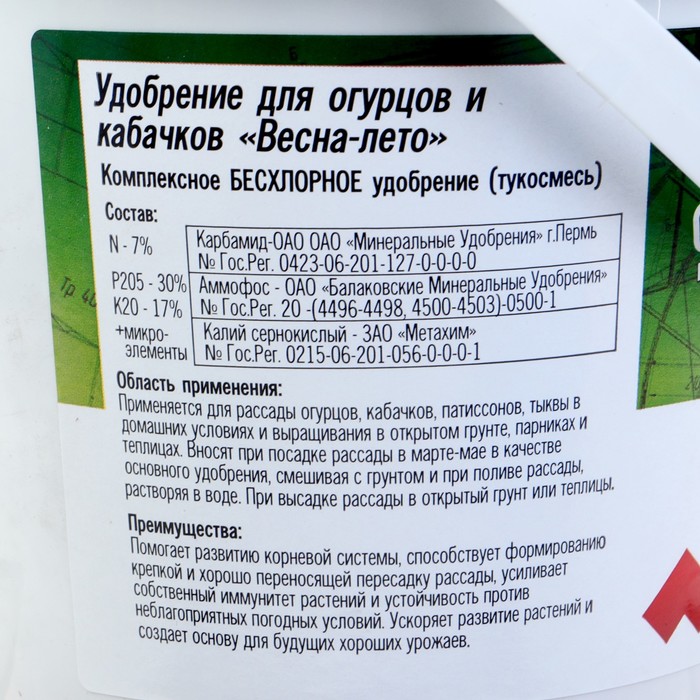 Удобрение для огурцов и
кабачков «Весна-лето»
Комплексное БЕСХЛОРНОЕ удобрение (тукосмесь)
Состав:
N - 7%
Карбамид-ОАО ОАО «Минеральные Удобрения» г.Пермь
№ Гос.Рег. 0423-06-201-127-0-0-0-0
P205 - 30%
Аммофос - ОАО «Балаковские Минеральные Удобрения»
K20 - 17%
№ Гос.Рег. 20 -(4496-4498, 4500-4503)-0500-1
+микро-
элементы
Калий сернокислый - ЗАО «Метахим»
№ Гос.Рег. 0215-06-201-056-0-0-0-1
Область применения:
Применяется для рассады огурцов, кабачков, патиссонов, тыквы в
домашних условиях и выращивания в открытом грунте, парниках и
теплицах. Вносят при посадке рассады в марте-мае в качестве
основного удобрения, смешивая с грунтом и при поливе рассады,
растворяя в воде. При высадке рассады в открытый грунт или теплицы.
Преимущества:
Помогает развитию корневой системы, способствует формированию
крепкой и хорошо переносящей пересадку рассады, усиливает
собственный иммунитет растений и устойчивость против
неблагоприятных погодных условий. Ускоряет развитие растений и
создает основу для будущих хороших урожаев.